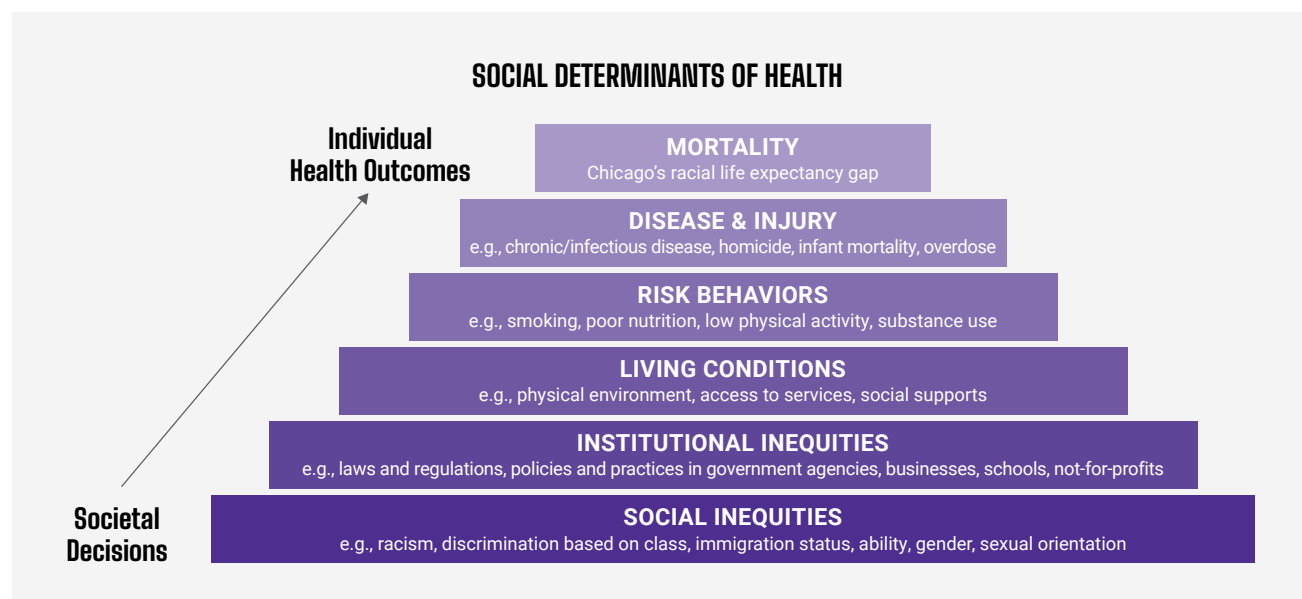 SOCIAL DETERMINANTS OF HEALTH
Individual
Health Outcomes
MORTALITY
Chicago’s racial life expectancy gap
DISEASE & INJURY
e.g., chronic/infectious disease, homicide, infant mortality, overdose
RISK BEHAVIORS
e.g., smoking, poor nutrition, low physical activity, substance use
LIVING CONDITIONS
e.g., physical environment, access to services, social supports
INSTITUTIONAL INEQUITIES
e.g., laws and regulations, policies and practices in government agencies, businesses, schools, not-for-profits
Societal
Decisions
SOCIAL INEQUITIES
e.g., racism, discrimination based on class, immigration status, ability, gender, sexual orientation